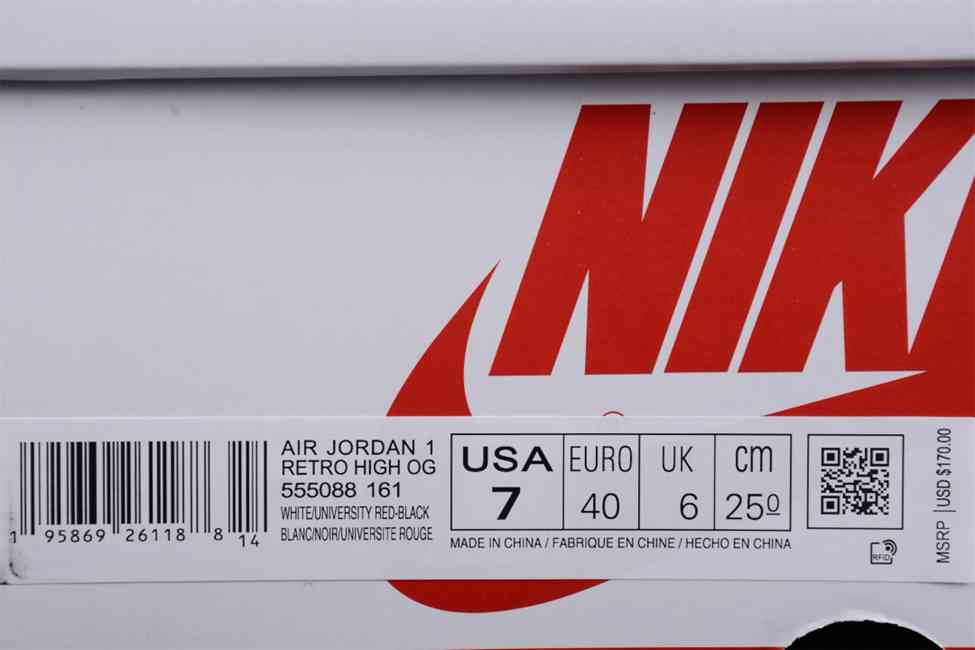 NIK
AIR JORDAN 1
RETRO HIGH OG
555088 161
WHITE/UNIVERSITY RED-BLACK
BLANC/NOIR/UNIVERSITE ROUGE
1 95869 26118 8 14
USA EURO UK cm
7 40 6 250
MADE IN CHINA / FABRIQUE EN CHINE / HECHO EN CHINA
RFID
MSRP | USD $170.00